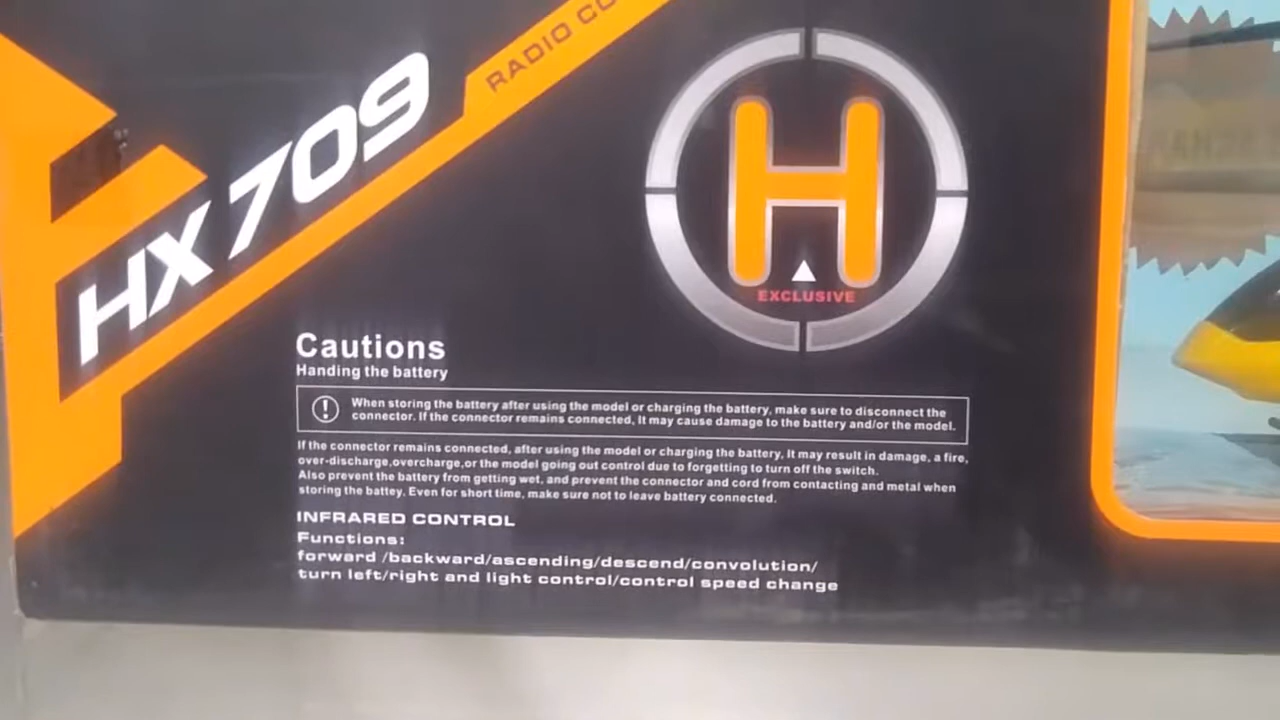 HX 709
RADIO CO
H
EXCLUSIVE
Cautions
Handing the battery
When storing the battery after using the model or charging the battery, make sure to disconnect the
connector. If the connector remains connected, It may cause damage to the battery and/or the model.
If the connector remains connected, after using the model or charging the battery, It may result in damage, a fire,
over-discharge,overcharge,or the model going out control due to forgetting to turn off the switch.
Also prevent the battery from getting wet, and prevent the connector and cord from contacting and metal when
storing the battey. Even for short time, make sure not to leave battery connected.
INFRARED CONTROL
Functions:
forward /backward/ascending/descend/convolution/
turn left/right and light control/control speed change